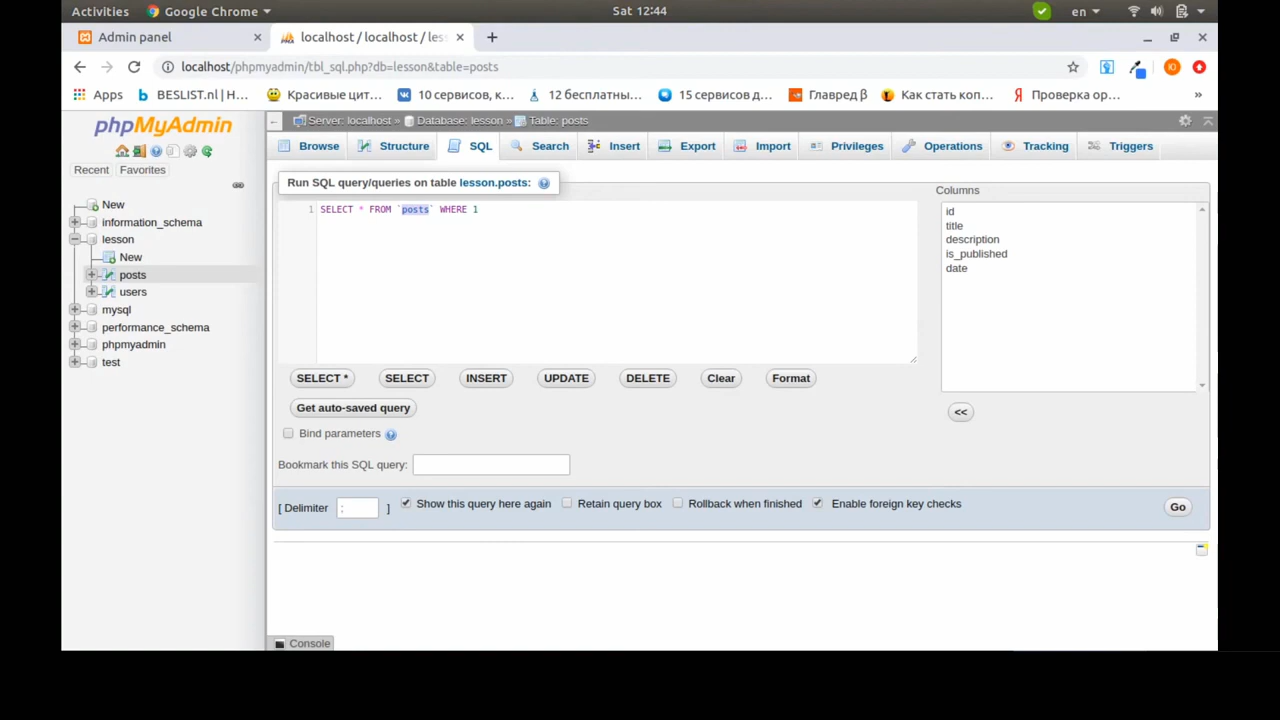 Activities Google Chrome Sat 12:44 en
Admin panel localhost / localhost / les
localhost/phpmyadmin/tbl_sql.php?db=lesson&table=posts
Apps BESLIST.nl | H… Красивые цит… 10 сервисов, к… 12 бесплатны… 15 сервисов д… Главред β Как стать коп… Проверка ор… »
phpMyAdmin
Recent Favorites
New
information_schema
lesson
New
posts
users
mysql
performance_schema
phpmyadmin
test
Server: localhost » Database: lesson » Table: posts
Browse Structure SQL Search Insert Export Import Privileges Operations Tracking Triggers
Run SQL query/queries on table lesson.posts:
1 SELECT * FROM `posts` WHERE 1
Columns
id
title
description
is_published
date
SELECT * SELECT INSERT UPDATE DELETE Clear Format
Get auto-saved query
<<
Bind parameters
Bookmark this SQL query:
[ Delimiter ; ] Show this query here again Retain query box Rollback when finished Enable foreign key checks Go
Console